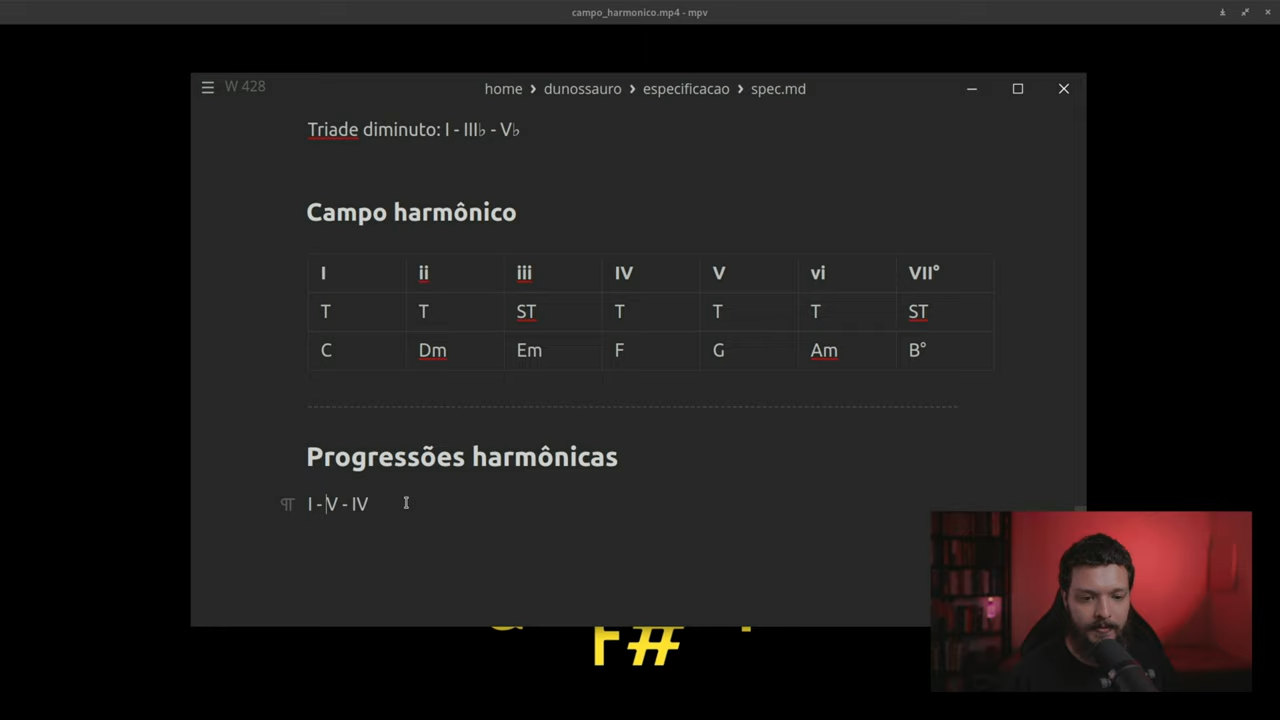 campo_harmonico.mp4 - mpv
W 428
home › dunossauro › especificacao › spec.md
Triade diminuto: I - III♭ - V♭
Campo harmônico
I ii iii IV V vi VII°
T T ST T T T ST
C Dm Em F G Am B°
Progressões harmônicas
I - V - IV
F#